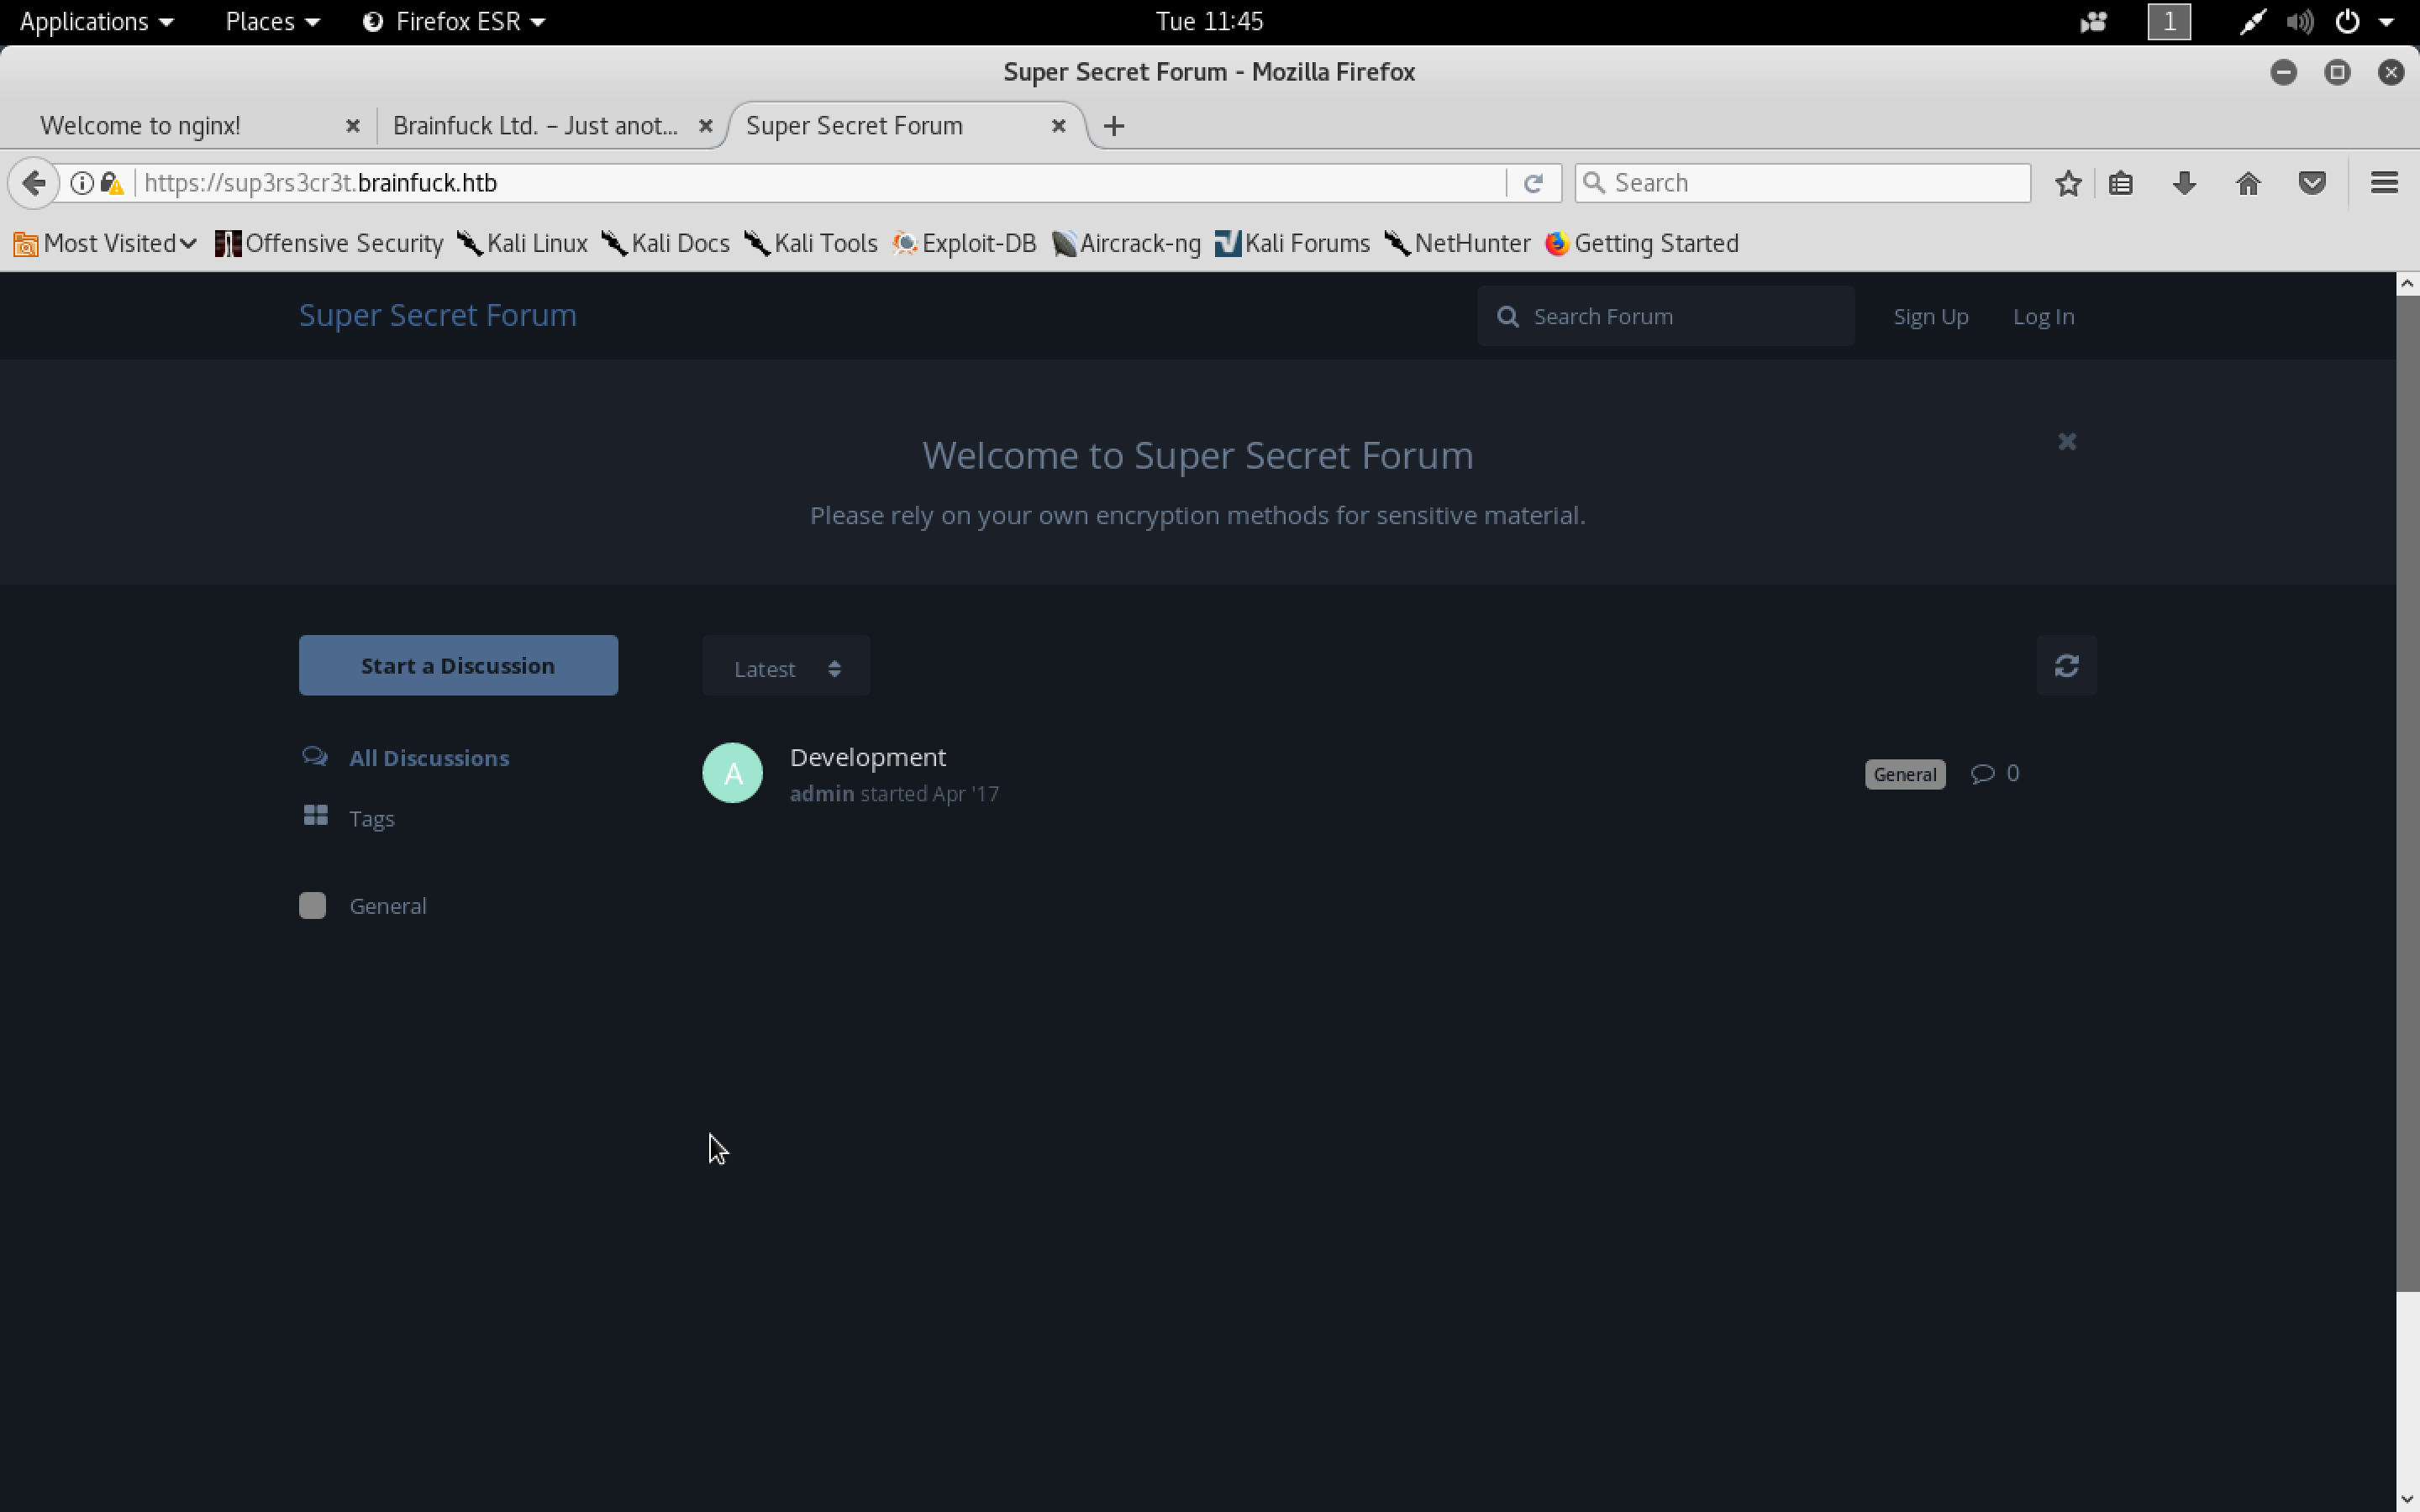 Applications Places Firefox ESR Tue 11:45 1
Super Secret Forum - Mozilla Firefox
Welcome to nginx! Brainfuck Ltd. – Just anot... Super Secret Forum
https://sup3rs3cr3t.brainfuck.htb Search
Most Visited Offensive Security Kali Linux Kali Docs Kali Tools Exploit-DB Aircrack-ng Kali Forums NetHunter Getting Started
Super Secret Forum Search Forum Sign Up Log In
Welcome to Super Secret Forum
Please rely on your own encryption methods for sensitive material.
Start a Discussion Latest
All Discussions
Tags
General
A
Development
admin started Apr '17
General 0